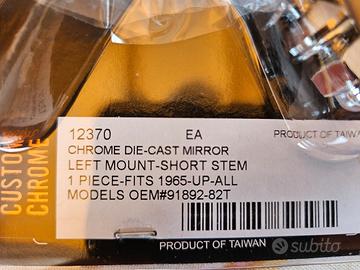 12370 EA PRODUCT OF TAIWAN
CHROME DIE-CAST MIRROR
LEFT MOUNT-SHORT STEM
1 PIECE-FITS 1965-UP-ALL
MODELS OEM#91892-82T
PRODUCT OF TAIWAN
CUSTOM
CHROME
subito